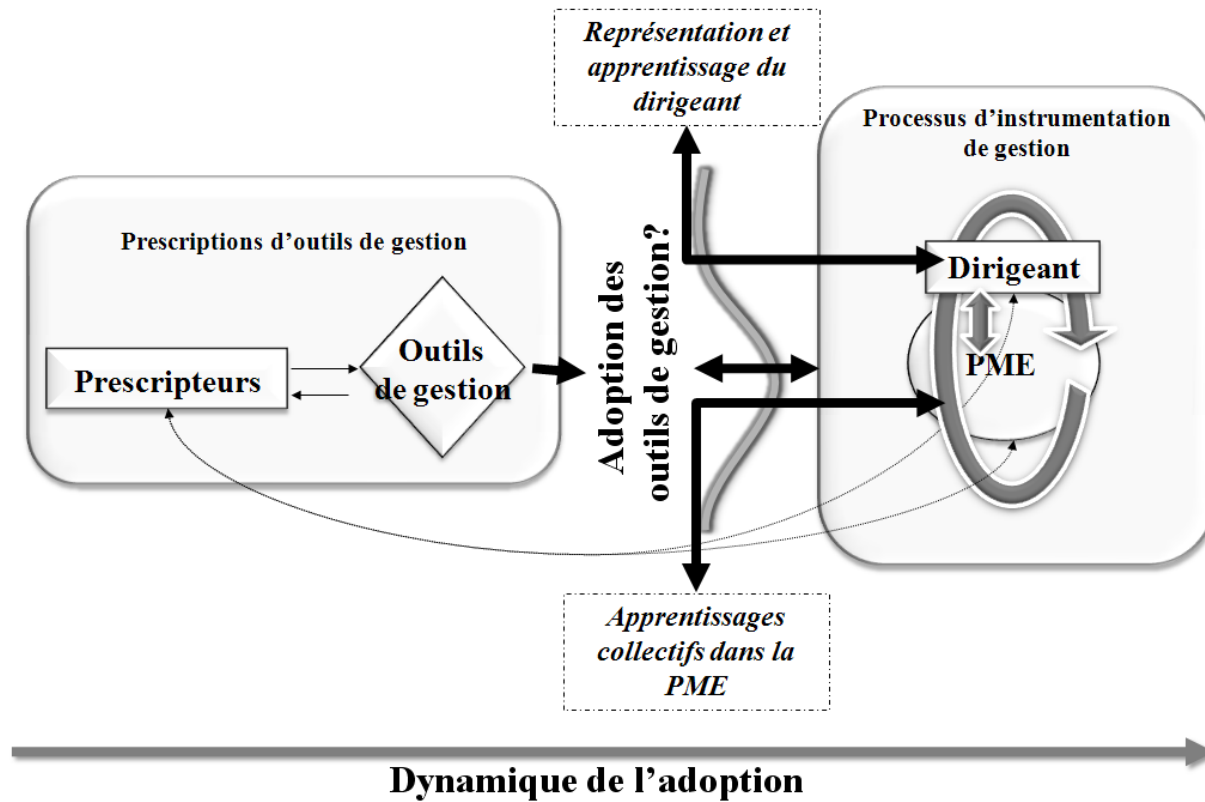 Représentation et
apprentissage du
dirigeant
Processus d’instrumentation
de gestion
Prescriptions d’outils de gestion
Dirigeant
Adoption des
outils de gestion?
Outils
de gestion
Prescripteurs
PME
Apprentissages
collectifs dans la
PME
Dynamique de l’adoption